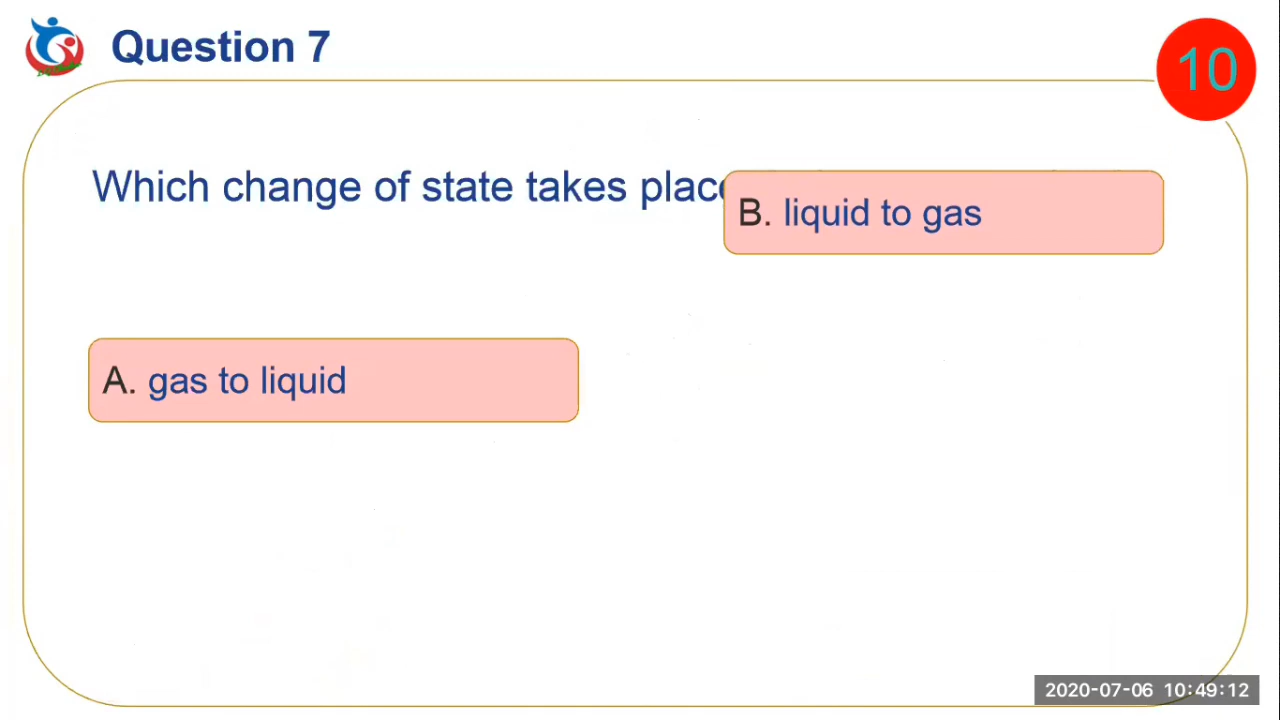 Question 7
10
Which change of state takes place
B. liquid to gas
A. gas to liquid
2020-07-06 10:49:12